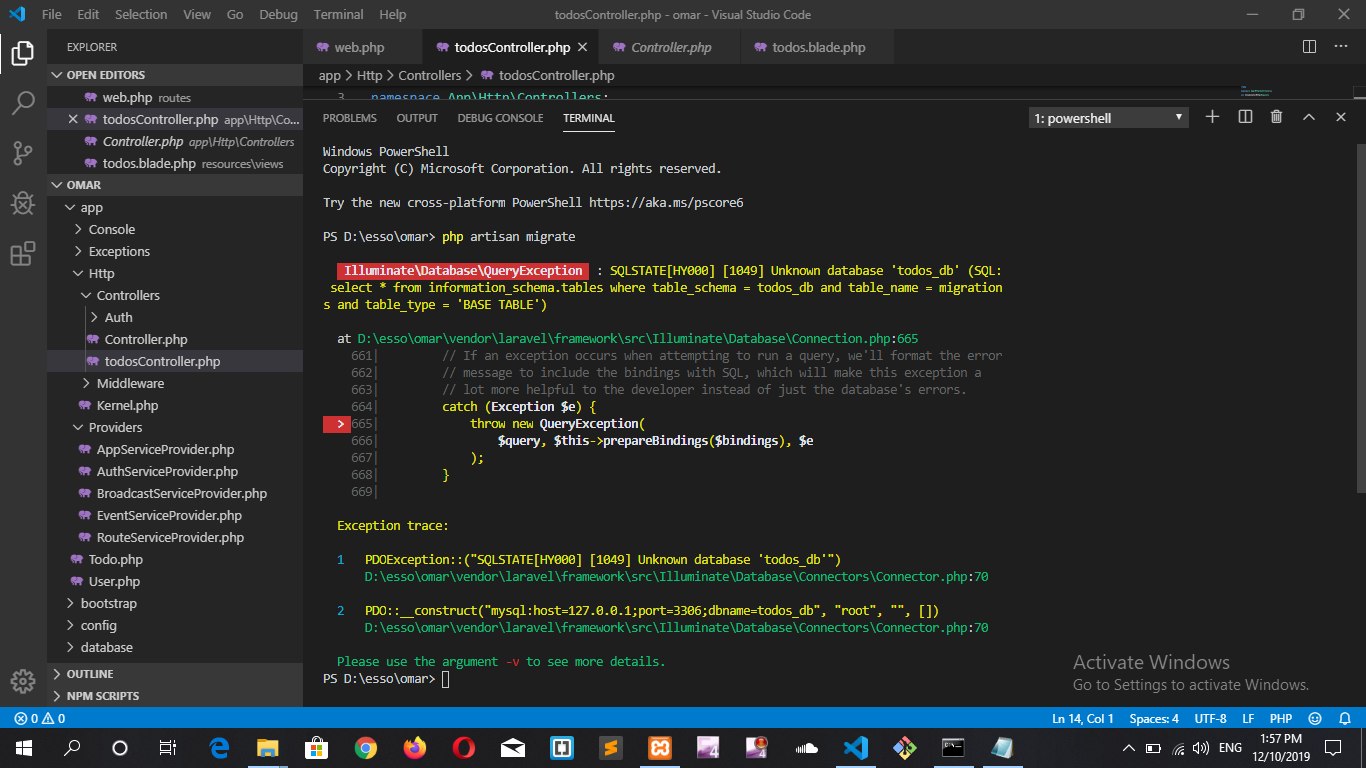 File Edit Selection View Go Debug Terminal Help
todosController.php - omar - Visual Studio Code
EXPLORER
OPEN EDITORS
web.php routes
todosController.php app\Http\Co...
Controller.php app\Http\Controllers
todos.blade.php resources\views
OMAR
app
Console
Exceptions
Http
Controllers
Auth
Controller.php
todosController.php
Middleware
Kernel.php
Providers
AppServiceProvider.php
AuthServiceProvider.php
BroadcastServiceProvider.php
EventServiceProvider.php
RouteServiceProvider.php
Todo.php
User.php
bootstrap
config
database
OUTLINE
NPM SCRIPTS
web.php todosController.php Controller.php todos.blade.php
app > Http > Controllers > todosController.php
3 namespace App\Http\Controllers;
PROBLEMS OUTPUT DEBUG CONSOLE TERMINAL
1: powershell
Windows PowerShell
Copyright (C) Microsoft Corporation. All rights reserved.
Try the new cross-platform PowerShell https://aka.ms/pscore6
PS D:\esso\omar> php artisan migrate
Illuminate\Database\QueryException : SQLSTATE[HY000] [1049] Unknown database 'todos_db' (SQL:
select * from information_schema.tables where table_schema = todos_db and table_name = migration
s and table_type = 'BASE TABLE')
at D:\esso\omar\vendor\laravel\framework\src\Illuminate\Database\Connection.php:665
661| // If an exception occurs when attempting to run a query, we'll format the error
662| // message to include the bindings with SQL, which will make this exception a
663| // lot more helpful to the developer instead of just the database's errors.
664| catch (Exception $e) {
> 665| throw new QueryException(
666| $query, $this->prepareBindings($bindings), $e
667| );
668| }
669|
Exception trace:
1 PDOException::("SQLSTATE[HY000] [1049] Unknown database 'todos_db'")
D:\esso\omar\vendor\laravel\framework\src\Illuminate\Database\Connectors\Connector.php:70
2 PDO::__construct("mysql:host=127.0.0.1;port=3306;dbname=todos_db", "root", "", [])
D:\esso\omar\vendor\laravel\framework\src\Illuminate\Database\Connectors\Connector.php:70
Please use the argument -v to see more details.
PS D:\esso\omar>
Activate Windows
Go to Settings to activate Windows.
0 0
Ln 14, Col 1 Spaces: 4 UTF-8 LF PHP
ENG
1:57 PM
12/10/2019